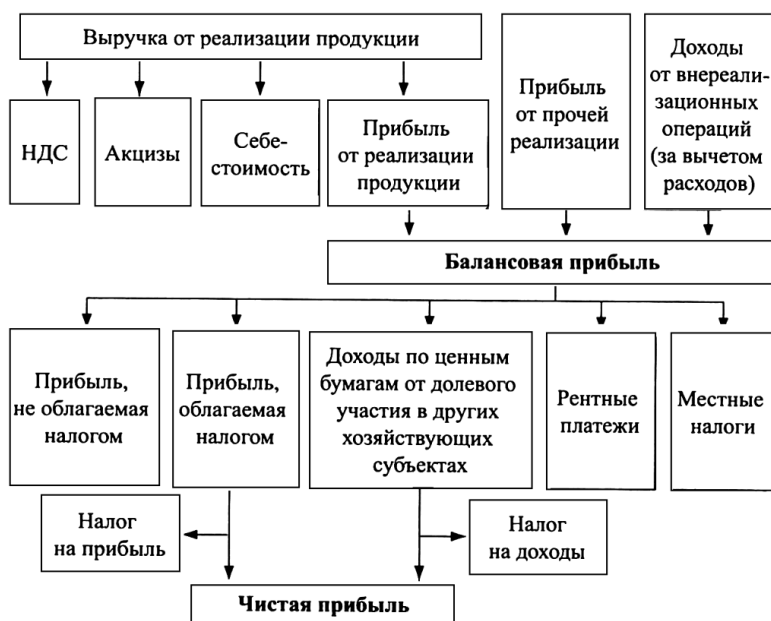 Выручка от реализации продукции
НДС
Акцизы
Себе-
стоимость
Прибыль
от реализации
продукции
Прибыль
от прочей
реализации
Доходы
от внереали-
зационных
операций
(за вычетом
расходов)
Балансовая прибыль
Прибыль,
не облагаемая
налогом
Прибыль,
облагаемая
налогом
Доходы по ценным
бумагам от долевого
участия в других
хозяйствующих
субъектах
Рентные
платежи
Местные
налоги
Налог
на прибыль
Налог
на доходы
Чистая прибыль